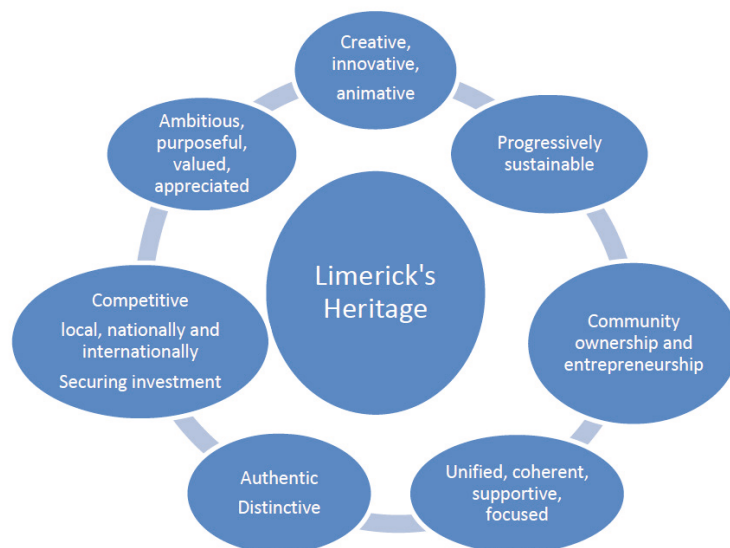 Creative,
innovative,
animative
Progressively
sustainable
Community
ownership and
entrepreneurship
Unified, coherent,
supportive,
focused
Authentic
Distinctive
Competitive
local, nationally and
internationally
Securing investment
Ambitious,
purposeful,
valued,
appreciated
Limerick's
Heritage